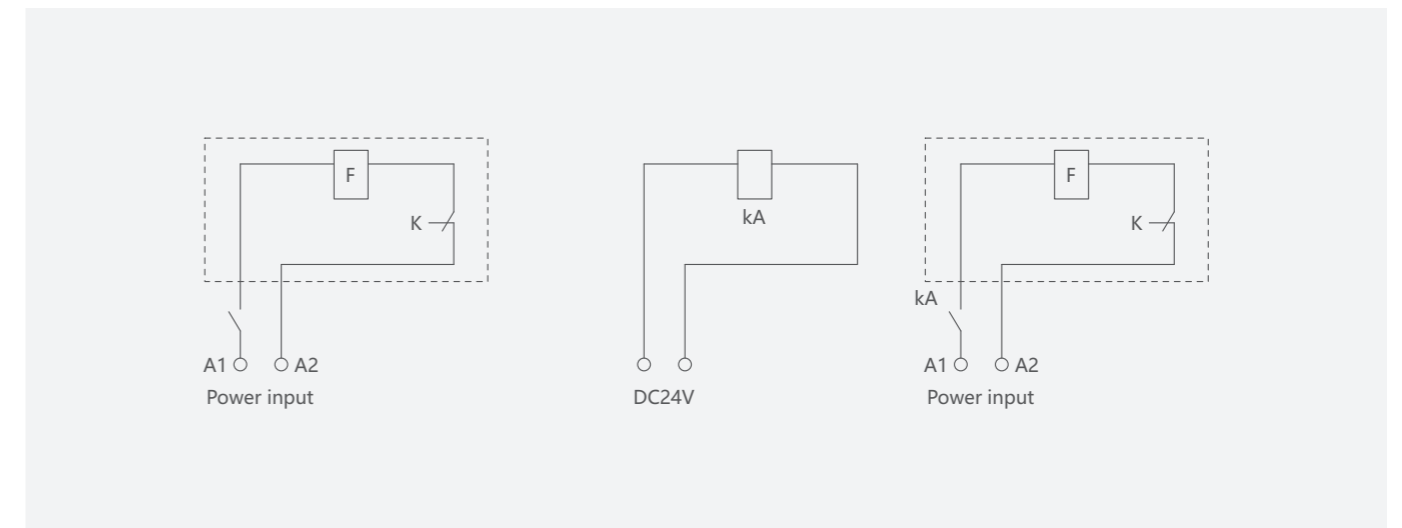 F
K
A1
A2
Power input
kA
DC24V
F
K
kA
A1
A2
Power input